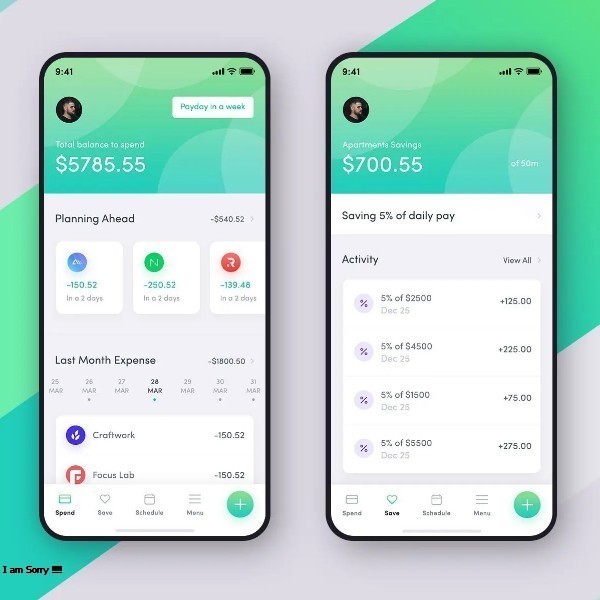 9:41
Payday in a week
Total balance to spend
$5785.55
Planning Ahead -$540.52
-150.52 -250.52 -139.46
In a 2 days In a 2 days In a 2 days
Last Month Expense -$1800.50
25 26 27 28 29 30 31
MAR MAR MAR MAR MAR MAR MAR
Craftwork -150.52
Focus Lab -150.52
Spend Save Schedule Menu
9:41
Apartments Savings
$700.55 of 50m
Saving 5% of daily pay
Activity View All
5% of $2500 +125.00
Dec 25
5% of $4500 +225.00
Dec 25
5% of $1500 +75.00
Dec 25
5% of $5500 +275.00
Dec 25
Spend Save Schedule Menu
I am Sorry